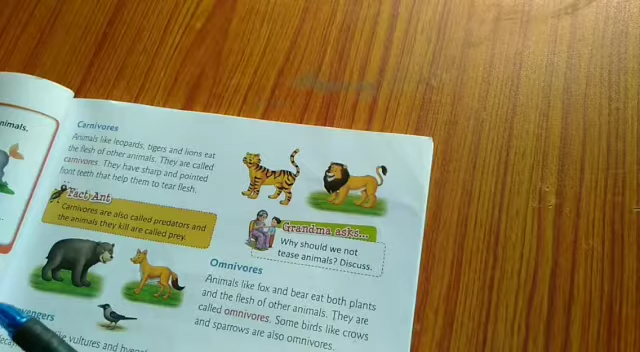 nimals.
Carnivores
Animals like leopards, tigers and lions eat
the flesh of other animals. They are called
carnivores. They have sharp and pointed
front teeth that help them to tear flesh.
Fact Ant
Carnivores are also called predators and
the animals they kill are called prey.
Grandma asks...
Why should we not
tease animals? Discuss.
Omnivores
Animals like fox and bear eat both plants
and the flesh of other animals. They are
called omnivores. Some birds like crows
and sparrows are also omnivores.
vengers
vultures and